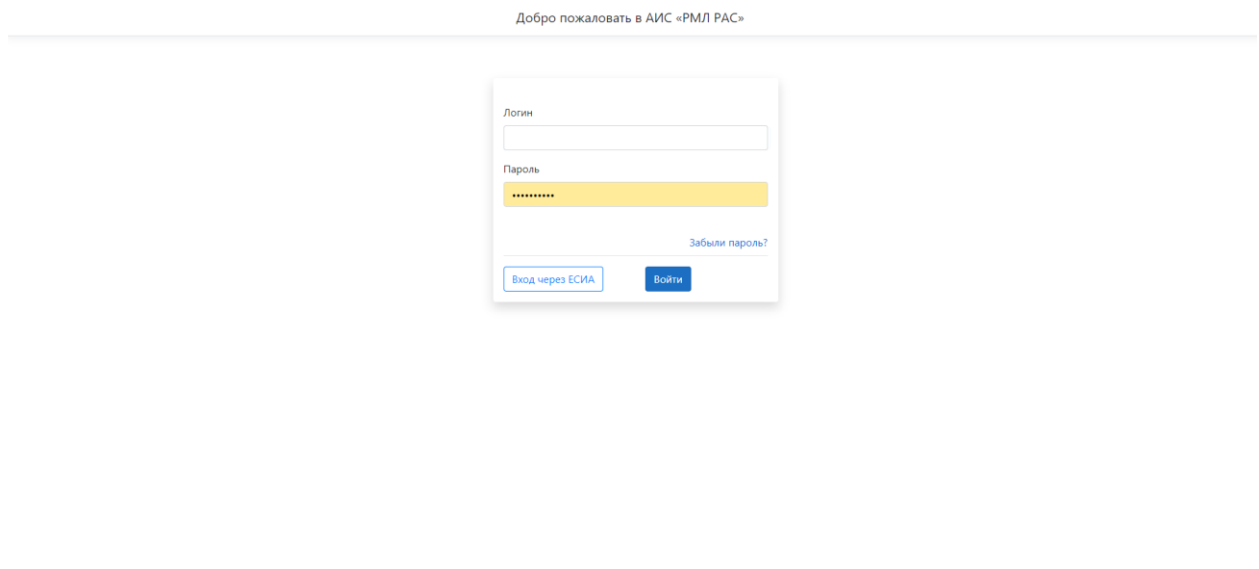 Добро пожаловать в АИС «РМЛ РАС»
Логин
Пароль
••••••••••
Забыли пароль?
Вход через ЕСИА
Войти